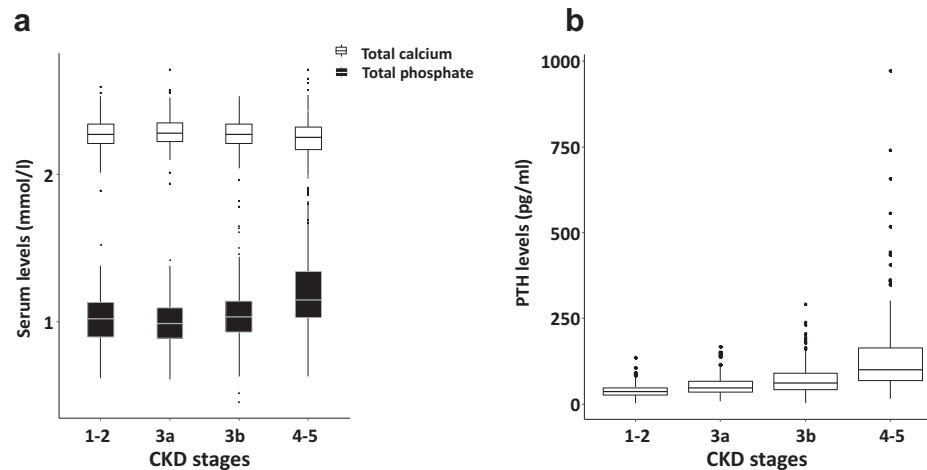 a
Total calcium
Total phosphate
Serum levels (mmol/l)
2
1
1-2
3a
3b
4-5
CKD stages
b
PTH levels (pg/ml)
1000
750
500
250
0
1-2
3a
3b
4-5
CKD stages